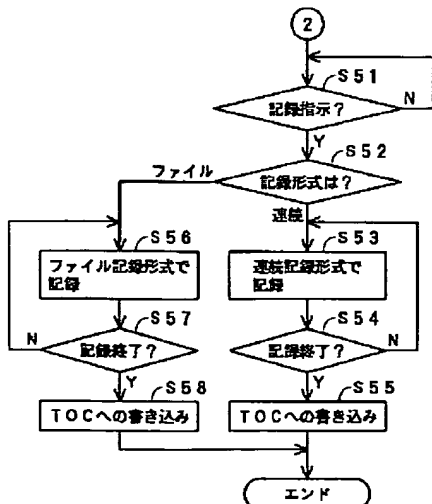 2
S51
記録指示?
N
Y
S52
ファイル
記録形式は?
連続
S56
S53
ファイル記録形式で
記録
連続記録形式で
記録
S57
S54
N
記録終了?
記録終了?
N
Y
Y
S58
S55
TOCへの書き込み
TOCへの書き込み
エンド